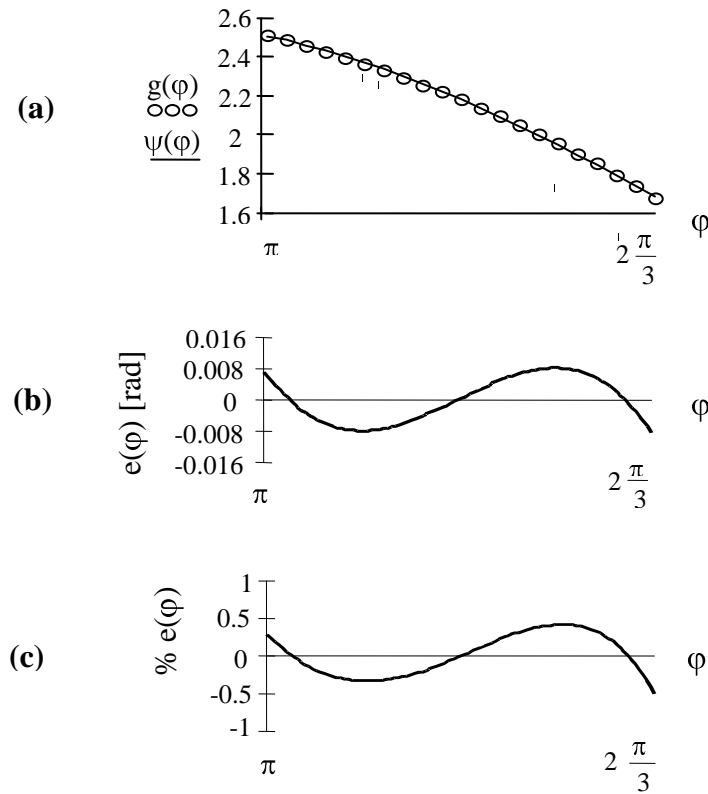 (a)
g(φ)
ψ(φ)
2.6
2.4
2.2
2
1.8
1.6
π
2 π/3
φ
(b)
e(φ) [rad]
0.016
0.008
0
-0.008
-0.016
π
2 π/3
φ
(c)
% e(φ)
1
0.5
0
-0.5
-1
π
2 π/3
φ